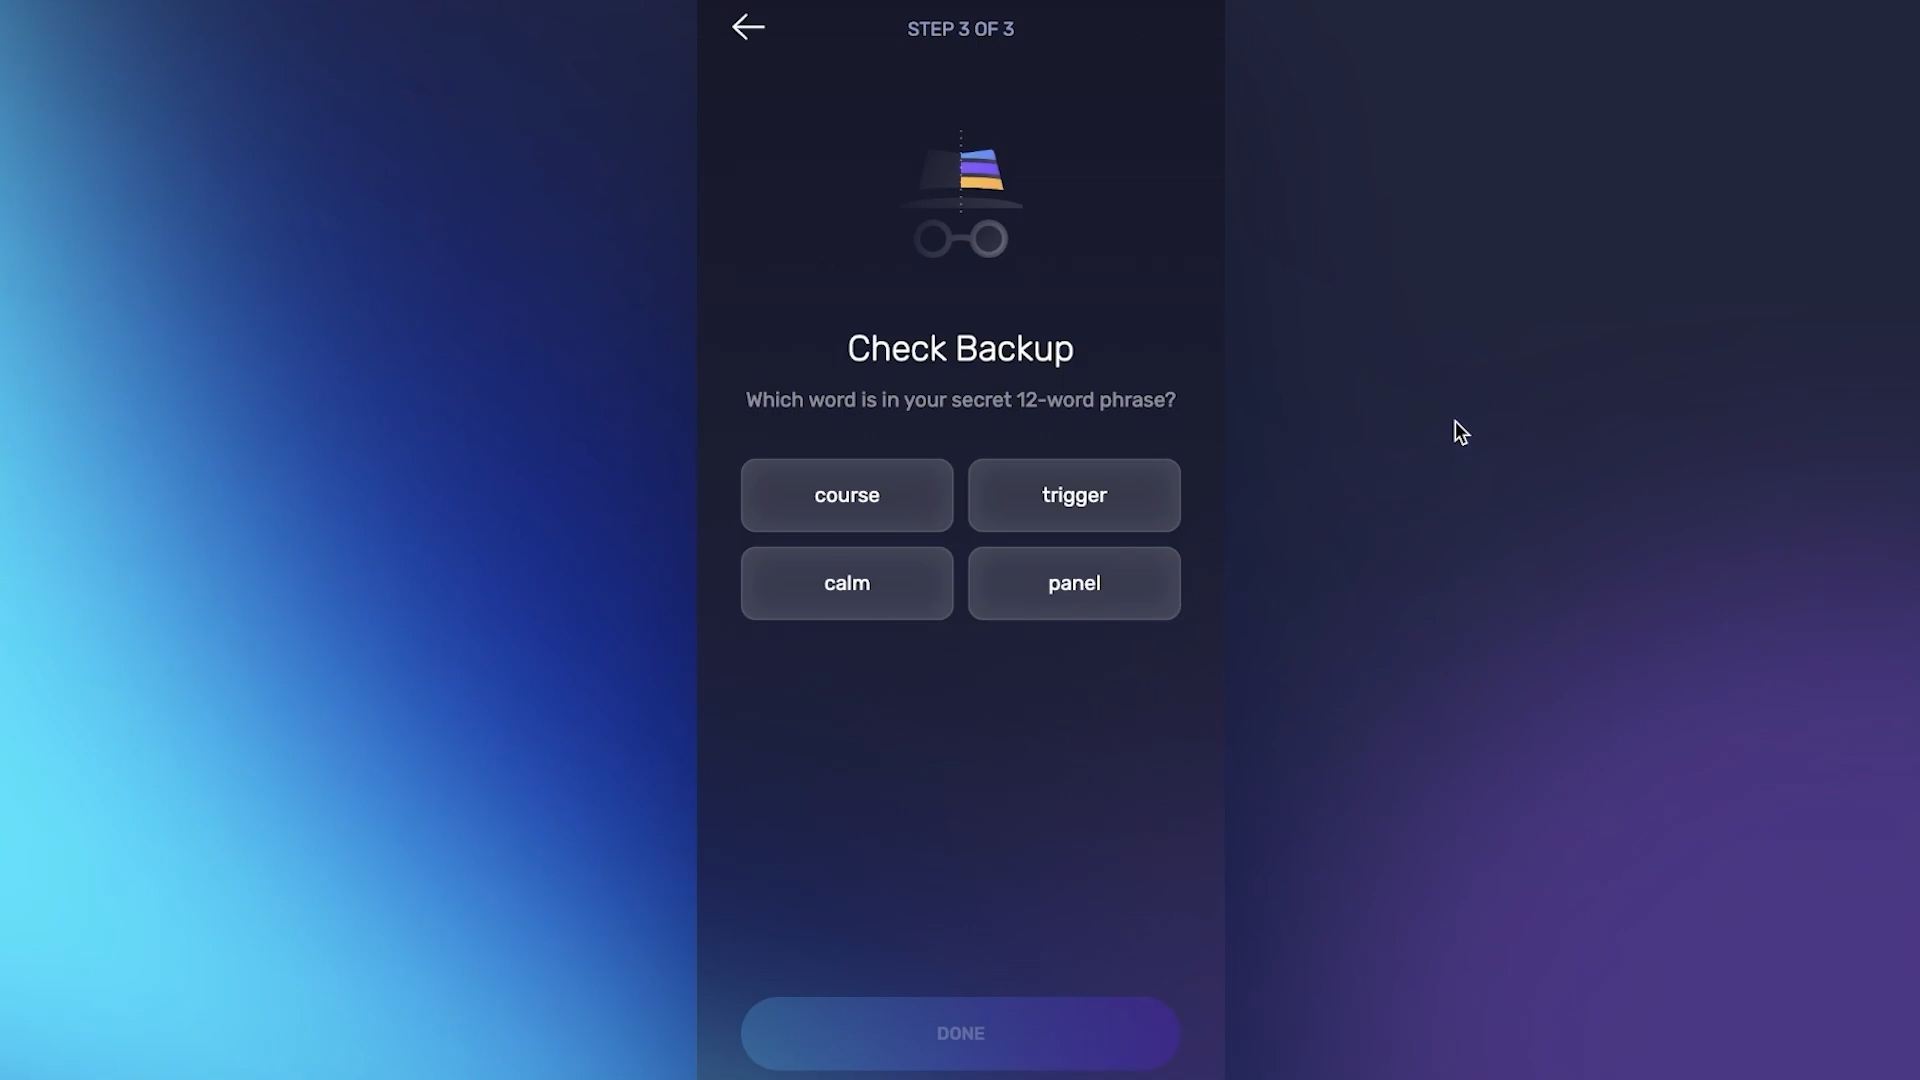 STEP 3 OF 3
Check Backup
Which word is in your secret 12-word phrase?
course
trigger
calm
panel
DONE